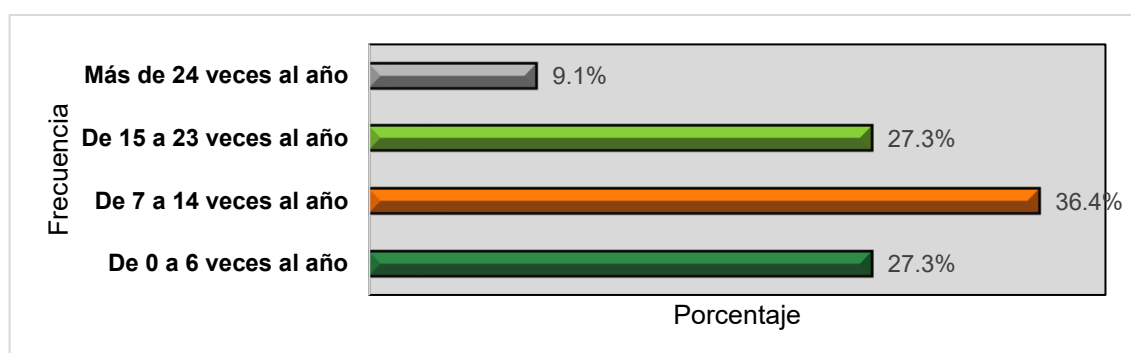 Frecuencia
Más de 24 veces al año
9.1%
De 15 a 23 veces al año
27.3%
De 7 a 14 veces al año
36.4%
De 0 a 6 veces al año
27.3%
Porcentaje